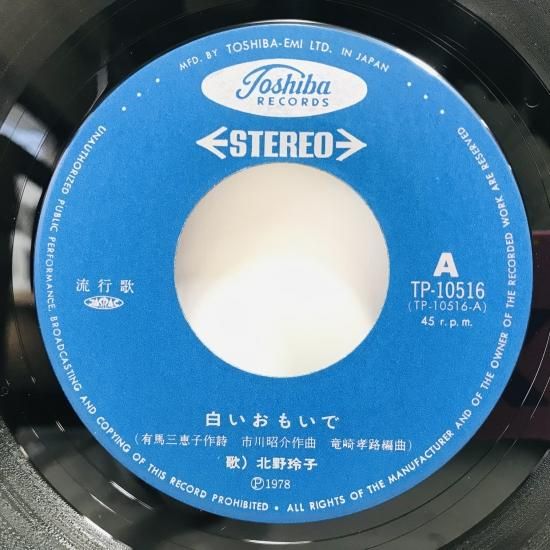 MFD. BY TOSHIBA-EMI LTD. IN JAPAN
Toshiba
RECORDS
STEREO
流行歌
JASRAC
A
TP-10516
(TP-10516-A)
45 r.p.m.
白いおもいで
(有馬三恵子作詩 市川昭介作曲 竜崎孝路編曲)
歌) 北野玲子
Ⓟ1978
UNAUTHORIZED PUBLIC PERFORMANCE, BROADCASTING AND COPYING OF THIS RECORD PROHIBITED • ALL RIGHTS OF THE MANUFACTURER AND OF THE OWNER OF THE RECORDED WORK ARE RESERVED